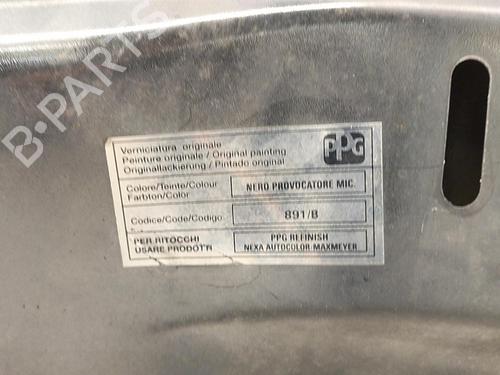 B-PARTS
Verniciatura originale
Peinture originale / Original painting
Originallackierung / Pintado original
PPG
Colore/Teinte/Colour
Farbton/Color
NERO PROVOCATORE MIC.
Codice/Code/Codigo
891/B
PER RITOCCHI
USARE PRODOTTI
PPG REFINISH
NEXA AUTOCOLOR-MAXMEYER